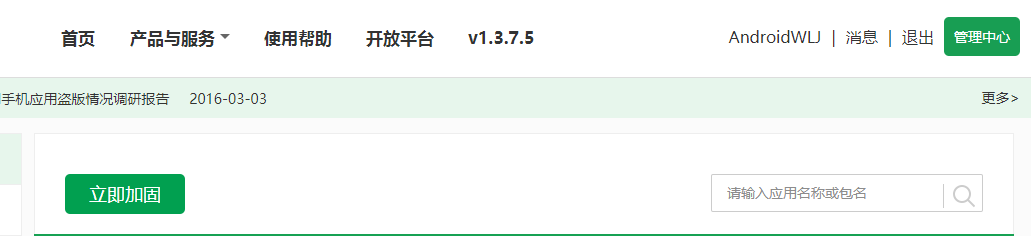 首页 产品与服务 使用帮助 开放平台 v1.3.7.5 AndroidWLJ | 消息 | 退出 管理中心
手机应用盗版情况调研报告 2016-03-03 更多>
立即加固 请输入应用名称或包名